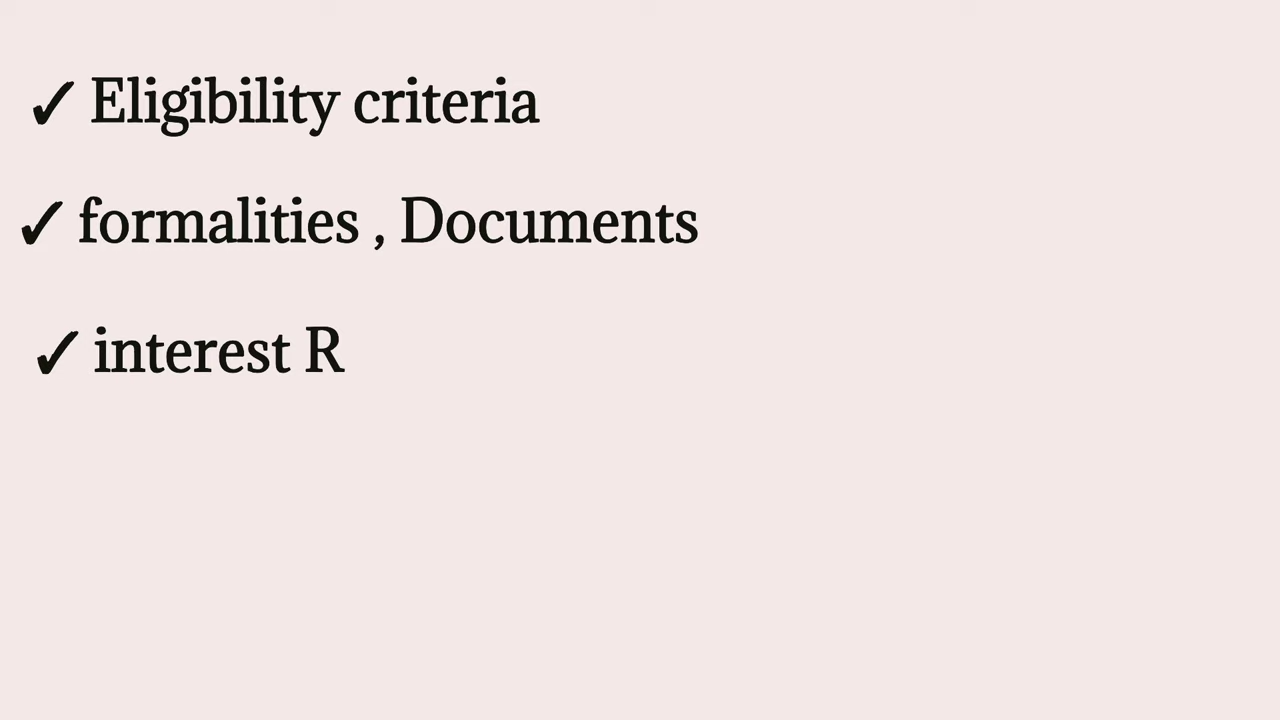 ✓ Eligibility criteria
✓ formalities , Documents
✓ interest R